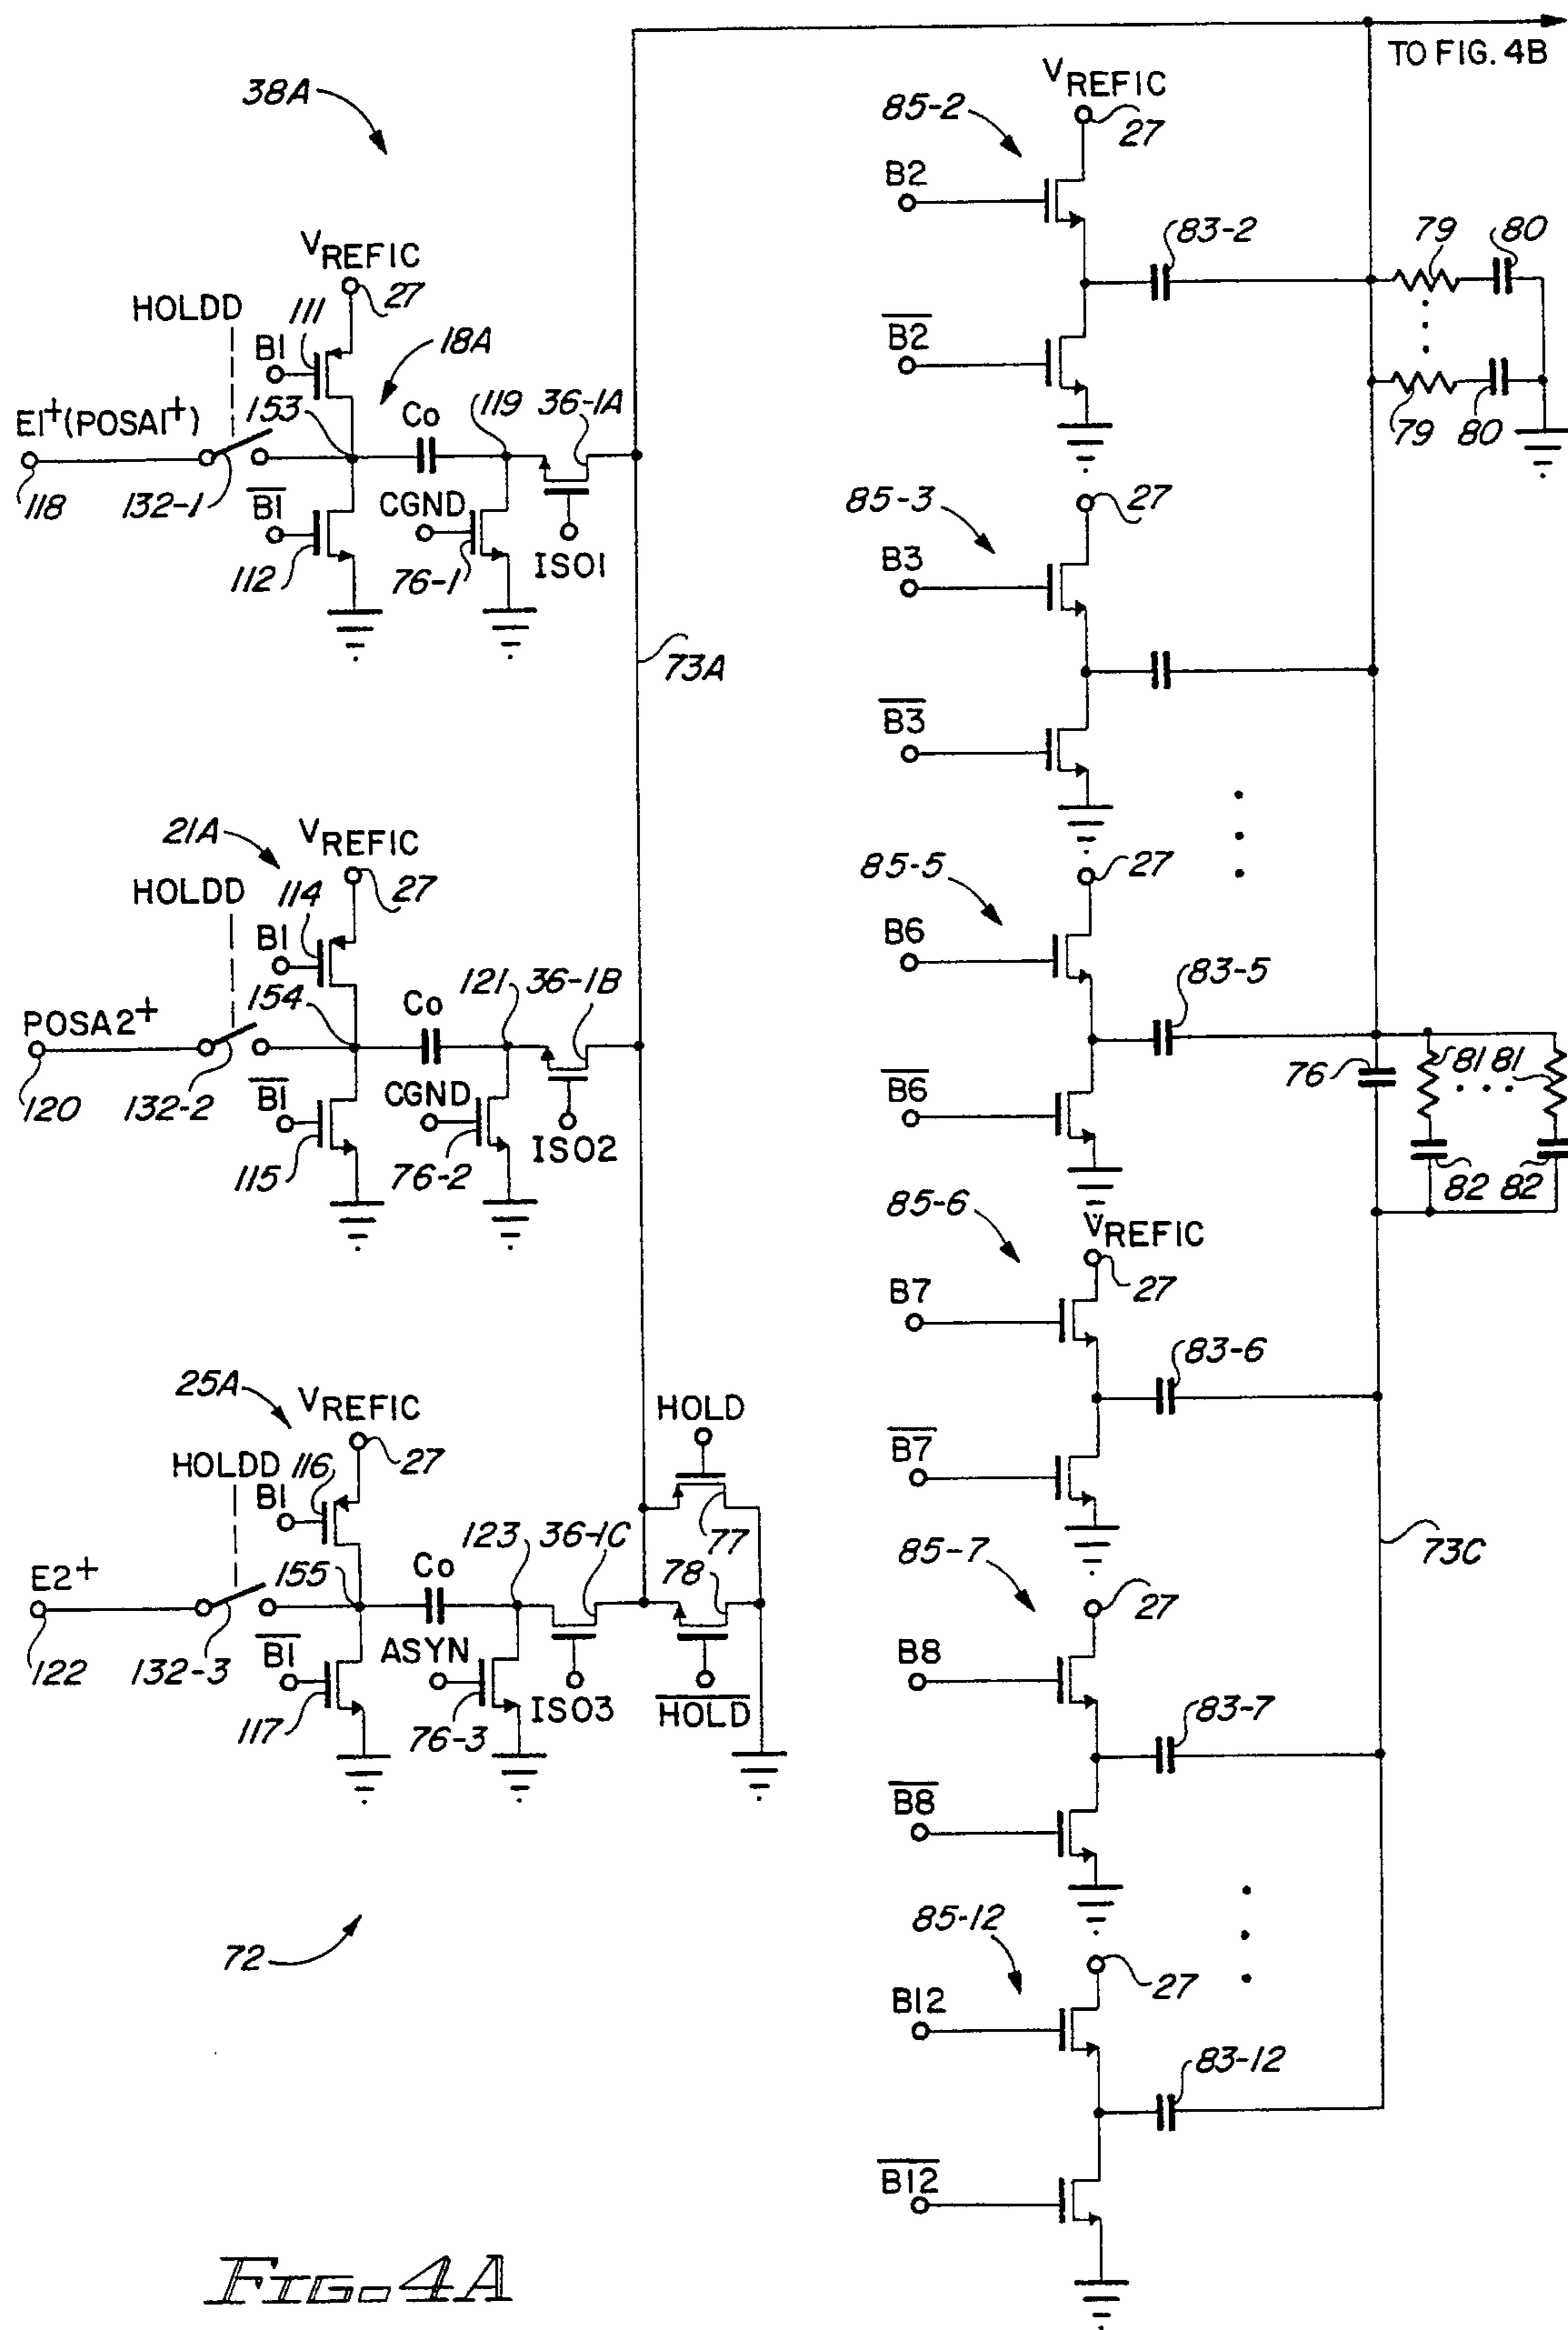 TO FIG. 4B
38A
VREFIC
27
85-2
B2
83-2
79
80
B2
79
80
VREFIC
27
HOLDD
111
B1
18A
E1+(POSA1+)
153
Co
119
36-1A
118
132-1
B1
CGND
112
76-1
ISO1
73A
85-3
27
B3
B3
21A
VREFIC
27
HOLDD
114
B1
POSA2+
154
Co
121
36-1B
120
132-2
B1
CGND
115
76-2
ISO2
85-5
27
B6
83-5
B6
76
81
81
82
82
85-6
VREFIC
27
B7
83-6
B7
25A
VREFIC
27
HOLDD
116
B1
E2+
155
Co
123
36-1C
HOLD
77
78
122
132-3
B1
ASYN
117
76-3
ISO3
HOLD
73C
85-7
27
B8
83-7
B8
72
85-12
27
B12
83-12
B12
FIG. 4A